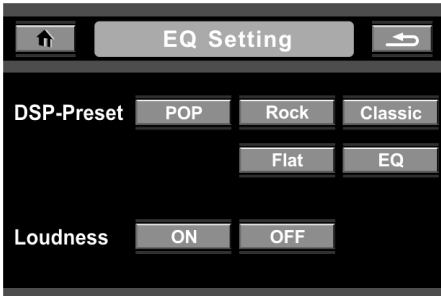 EQ Setting
DSP-Preset POP Rock Classic
Flat EQ
Loudness ON OFF